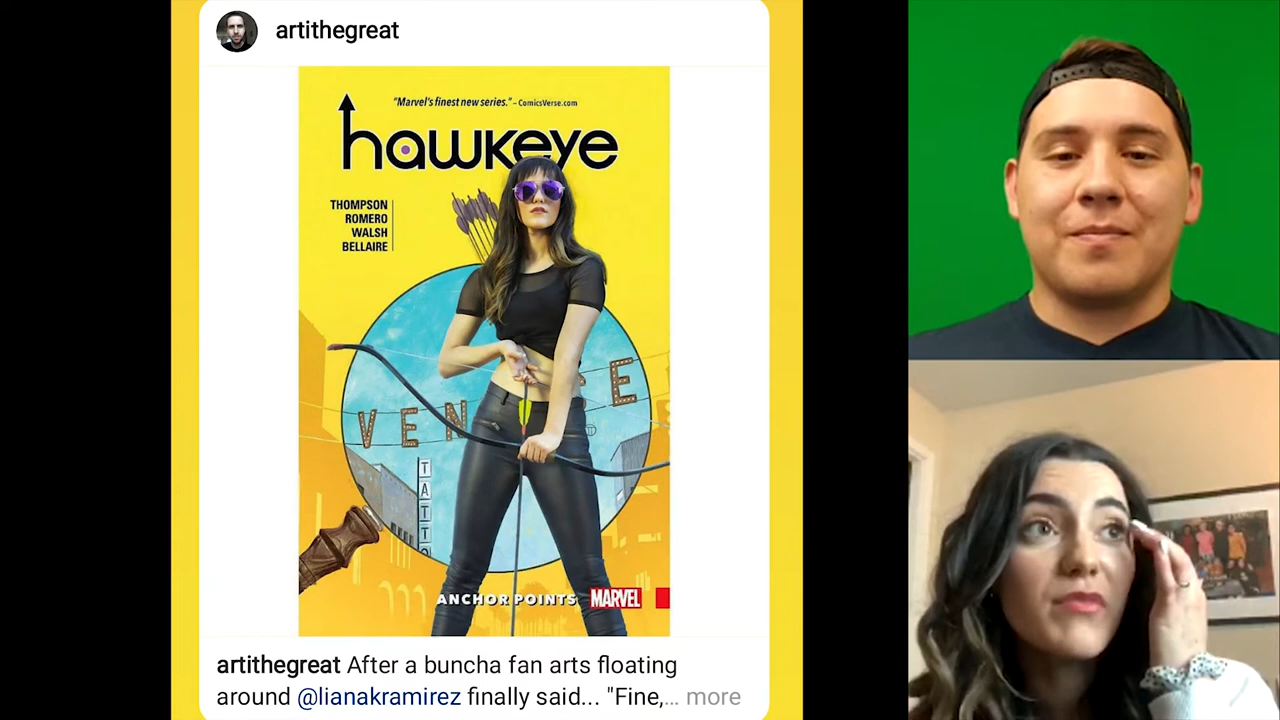 artithegreat
“Marvel's finest new series.” – ComicsVerse.com
hawkeye
THOMPSON
ROMERO
WALSH
BELLAIRE
VEN E
TATTO
ANCHOR POINTS MARVEL
artithegreat After a buncha fan arts floating
around @lianakramirez finally said... "Fine,... more